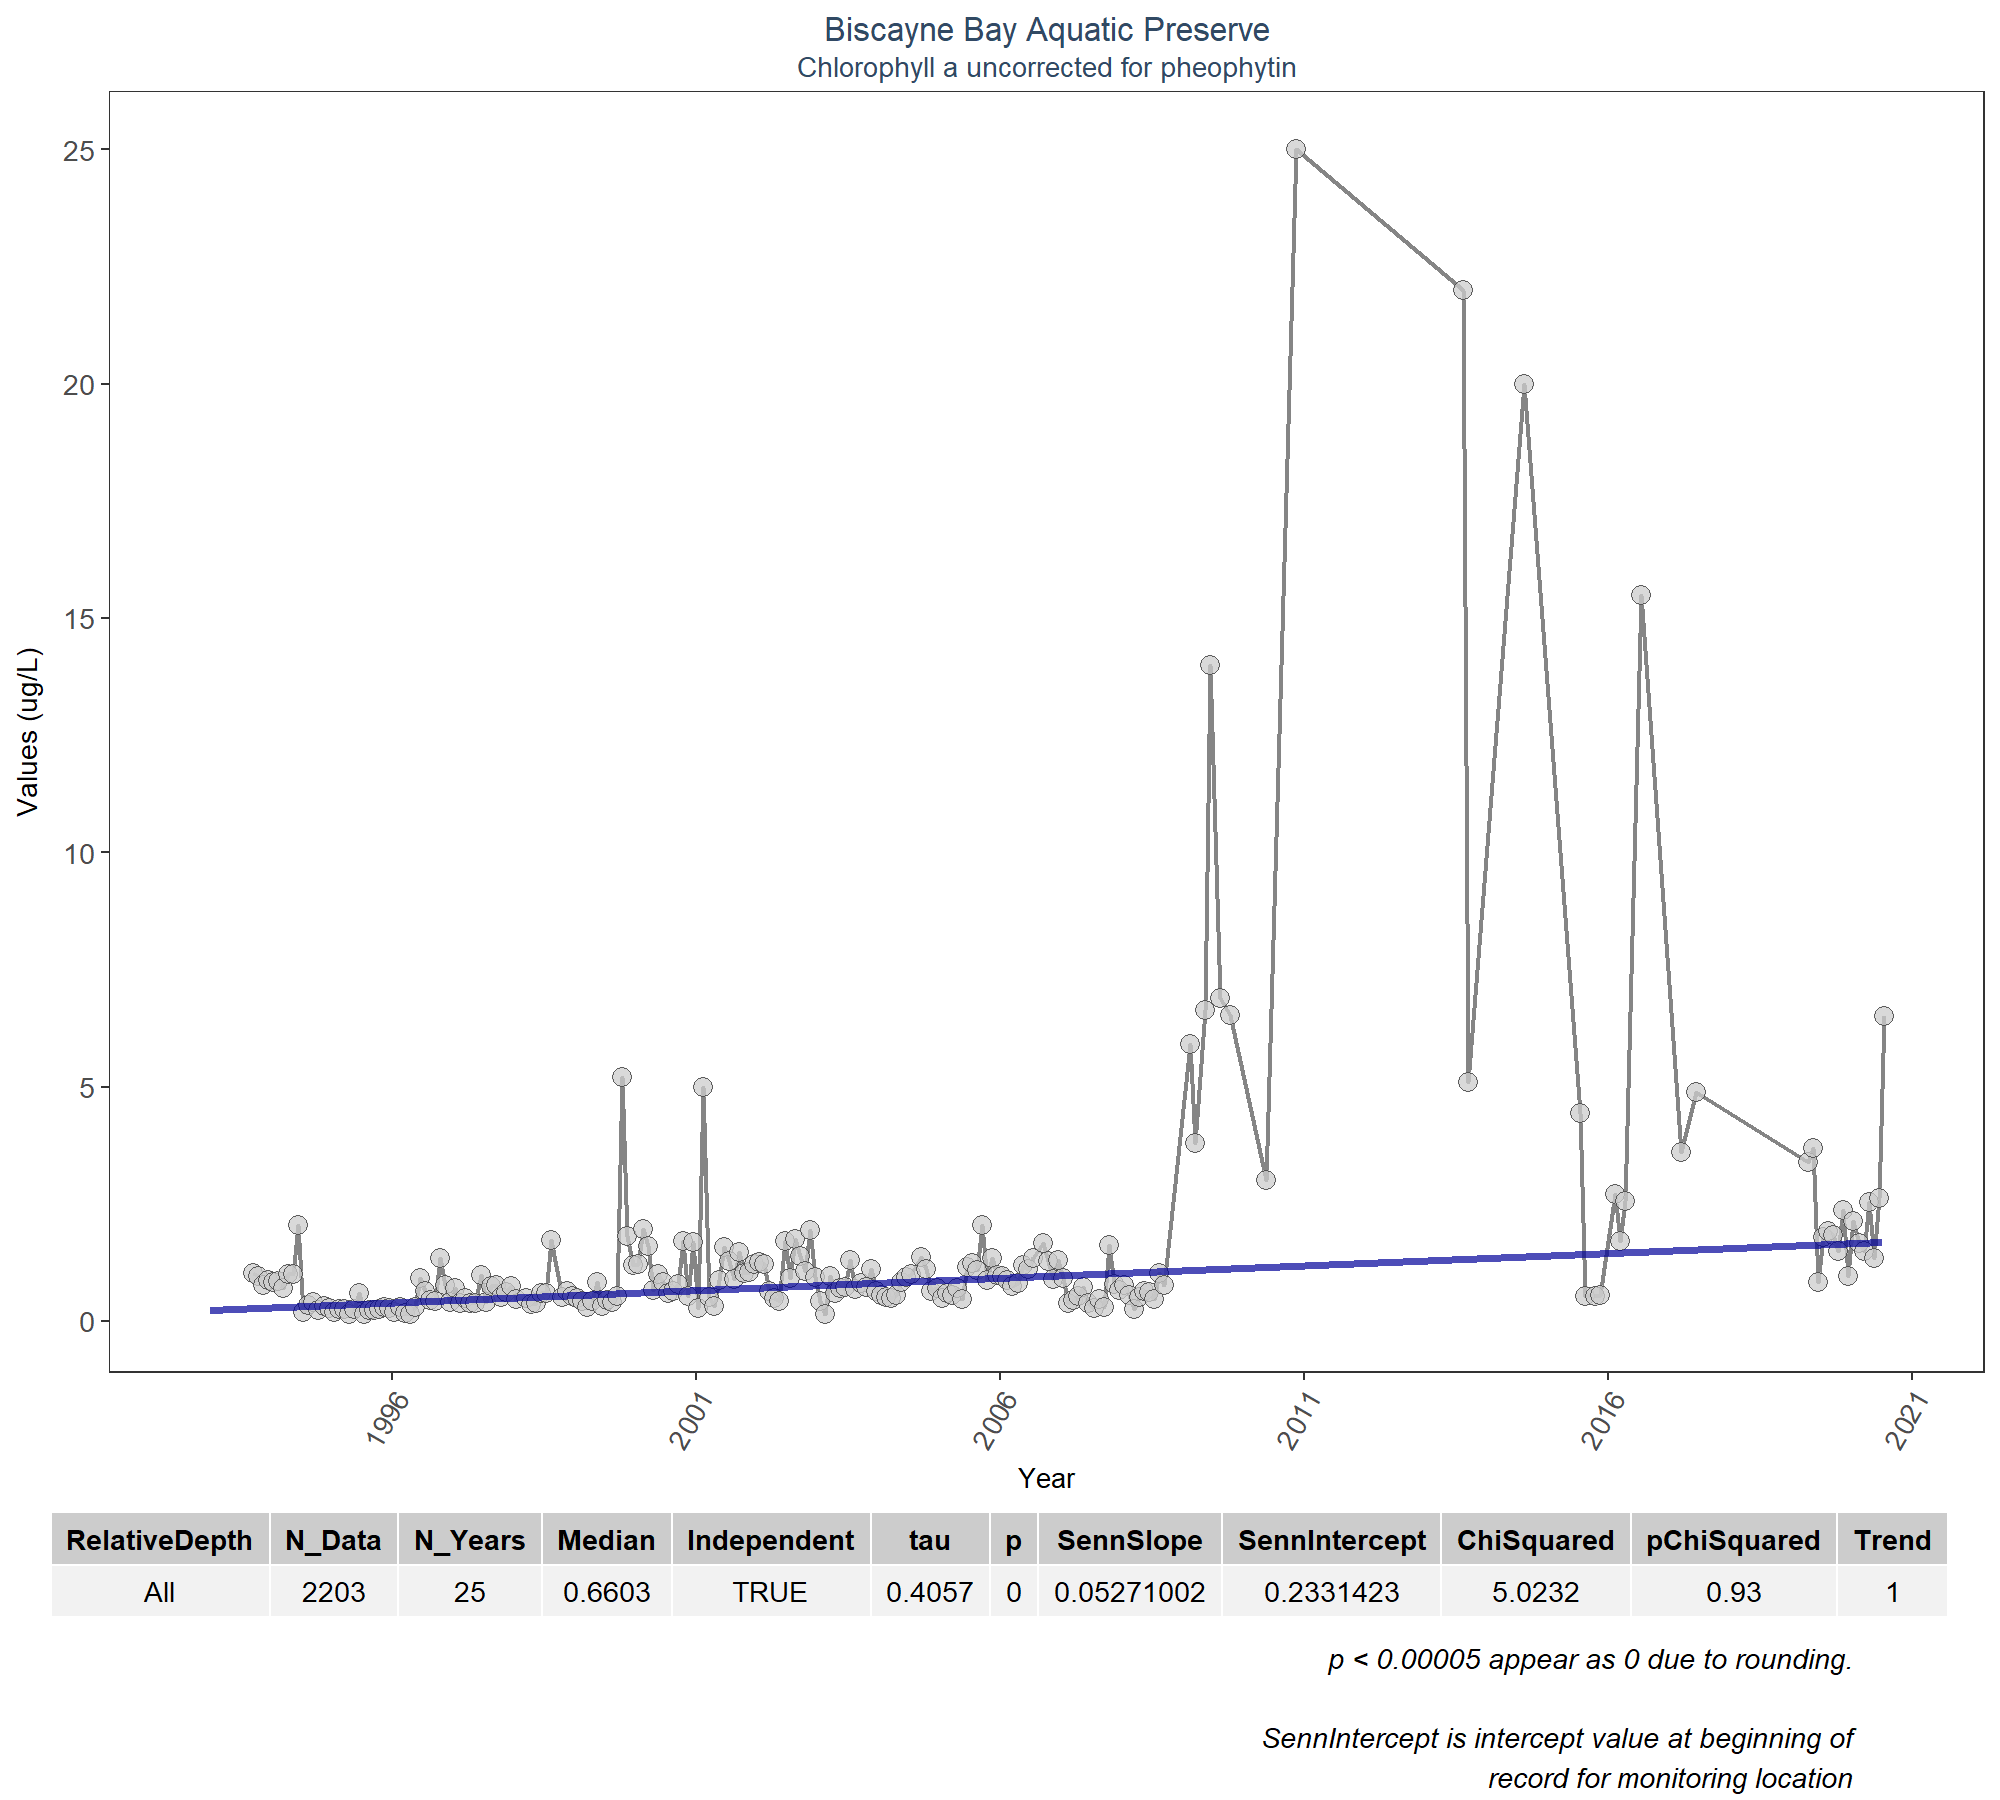 Biscayne Bay Aquatic Preserve
Chlorophyll a uncorrected for pheophytin
25
20
15
10
5
0
Values (ug/L)
1996
2001
2006
2011
2016
2021
Year
RelativeDepth N_Data N_Years Median Independent tau p SennSlope SennIntercept ChiSquared pChiSquared Trend
All 2203 25 0.6603 TRUE 0.4057 0 0.05271002 0.2331423 5.0232 0.93 1
p < 0.00005 appear as 0 due to rounding.
SennIntercept is intercept value at beginning of
record for monitoring location